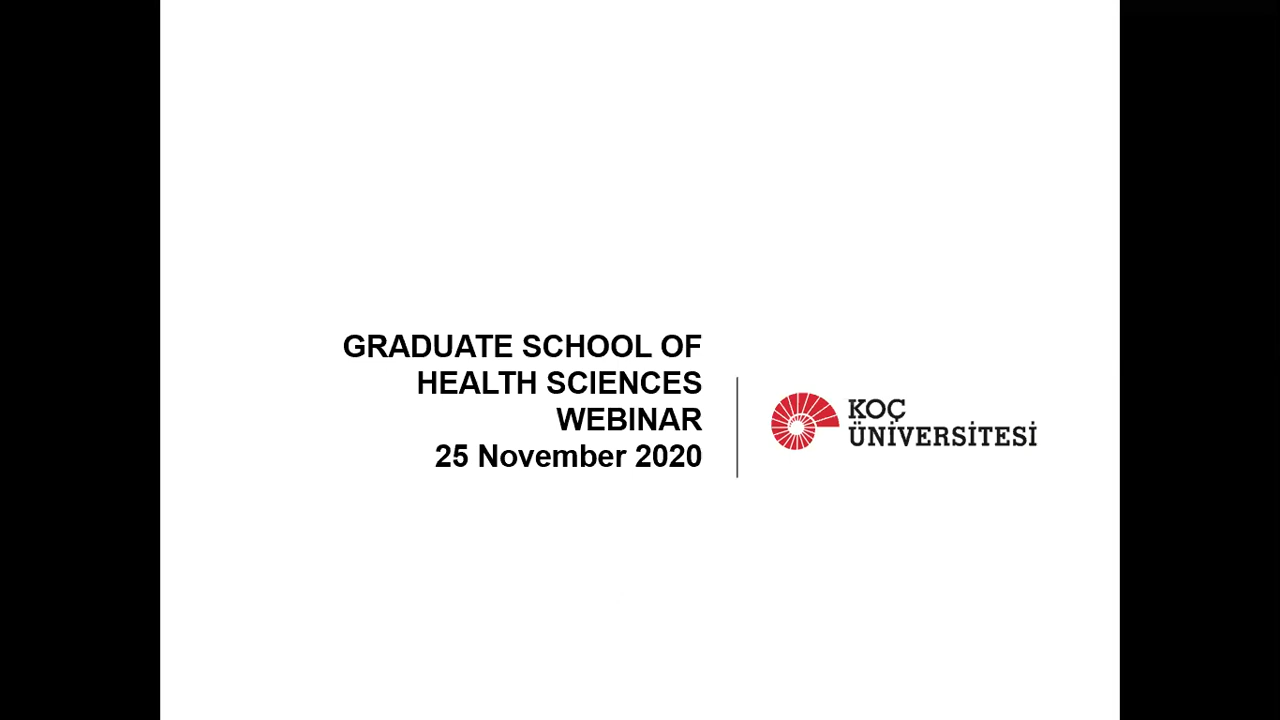 GRADUATE SCHOOL OF
HEALTH SCIENCES
WEBINAR
25 November 2020
KOÇ
ÜNİVERSİTESİ